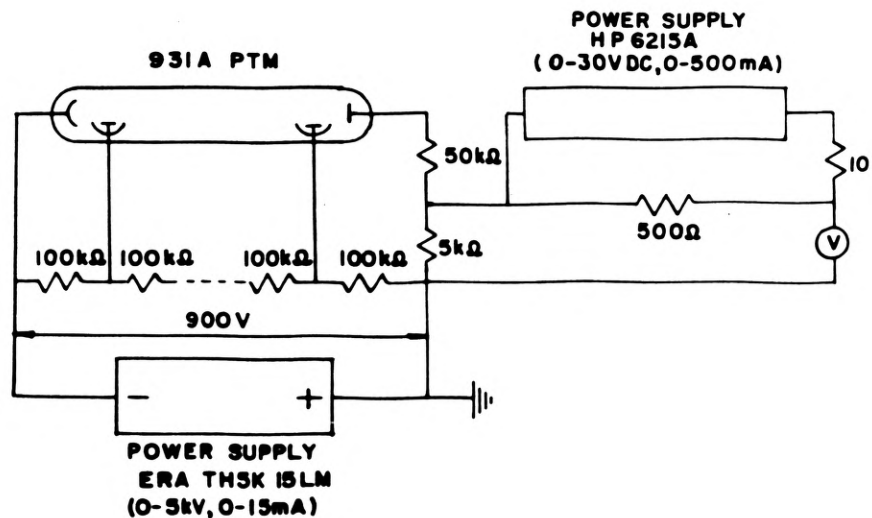 POWER SUPPLY
HP 6215A
(0-30VDC, 0-500mA)
931A PTM
50kΩ
10
500Ω
5kΩ
V
100kΩ 100kΩ 100kΩ 100kΩ
900V
- +
POWER SUPPLY
ERA TH5K 15LM
(0-5kV, 0-15mA)